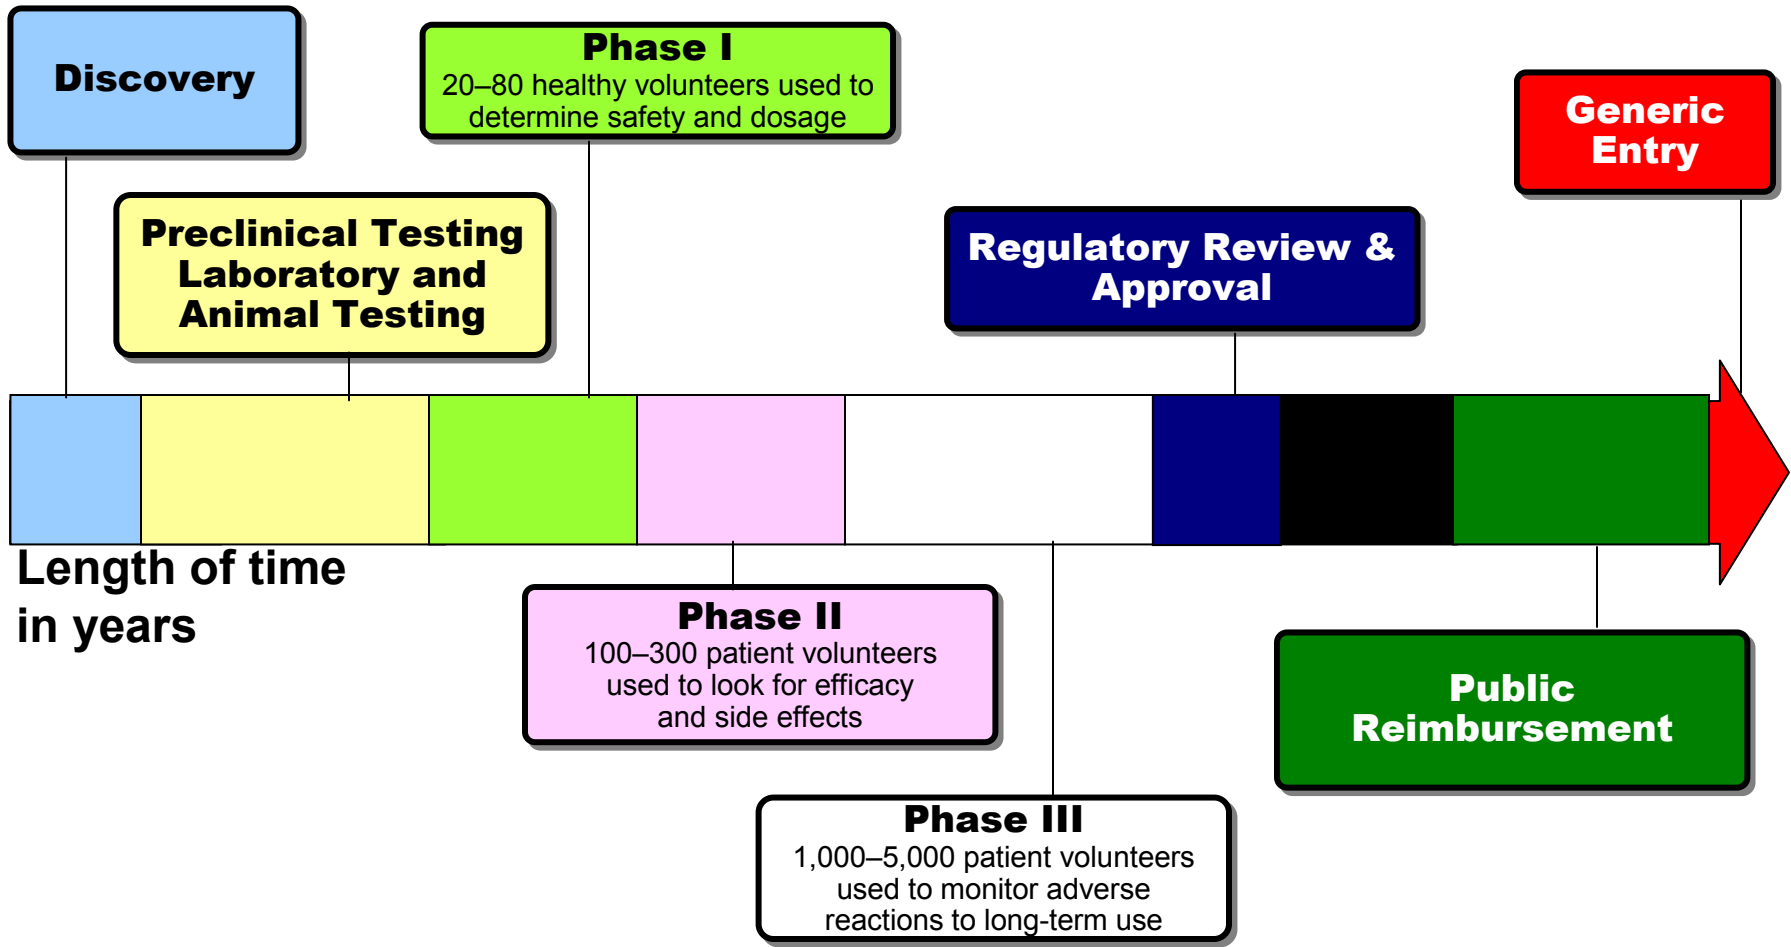 Discovery
Phase I
20–80 healthy volunteers used to
determine safety and dosage
Generic
Entry
Preclinical Testing
Laboratory and
Animal Testing
Regulatory Review &
Approval
Length of time
in years
Phase II
100–300 patient volunteers
used to look for efficacy
and side effects
Public
Reimbursement
Phase III
1,000–5,000 patient volunteers
used to monitor adverse
reactions to long-term use